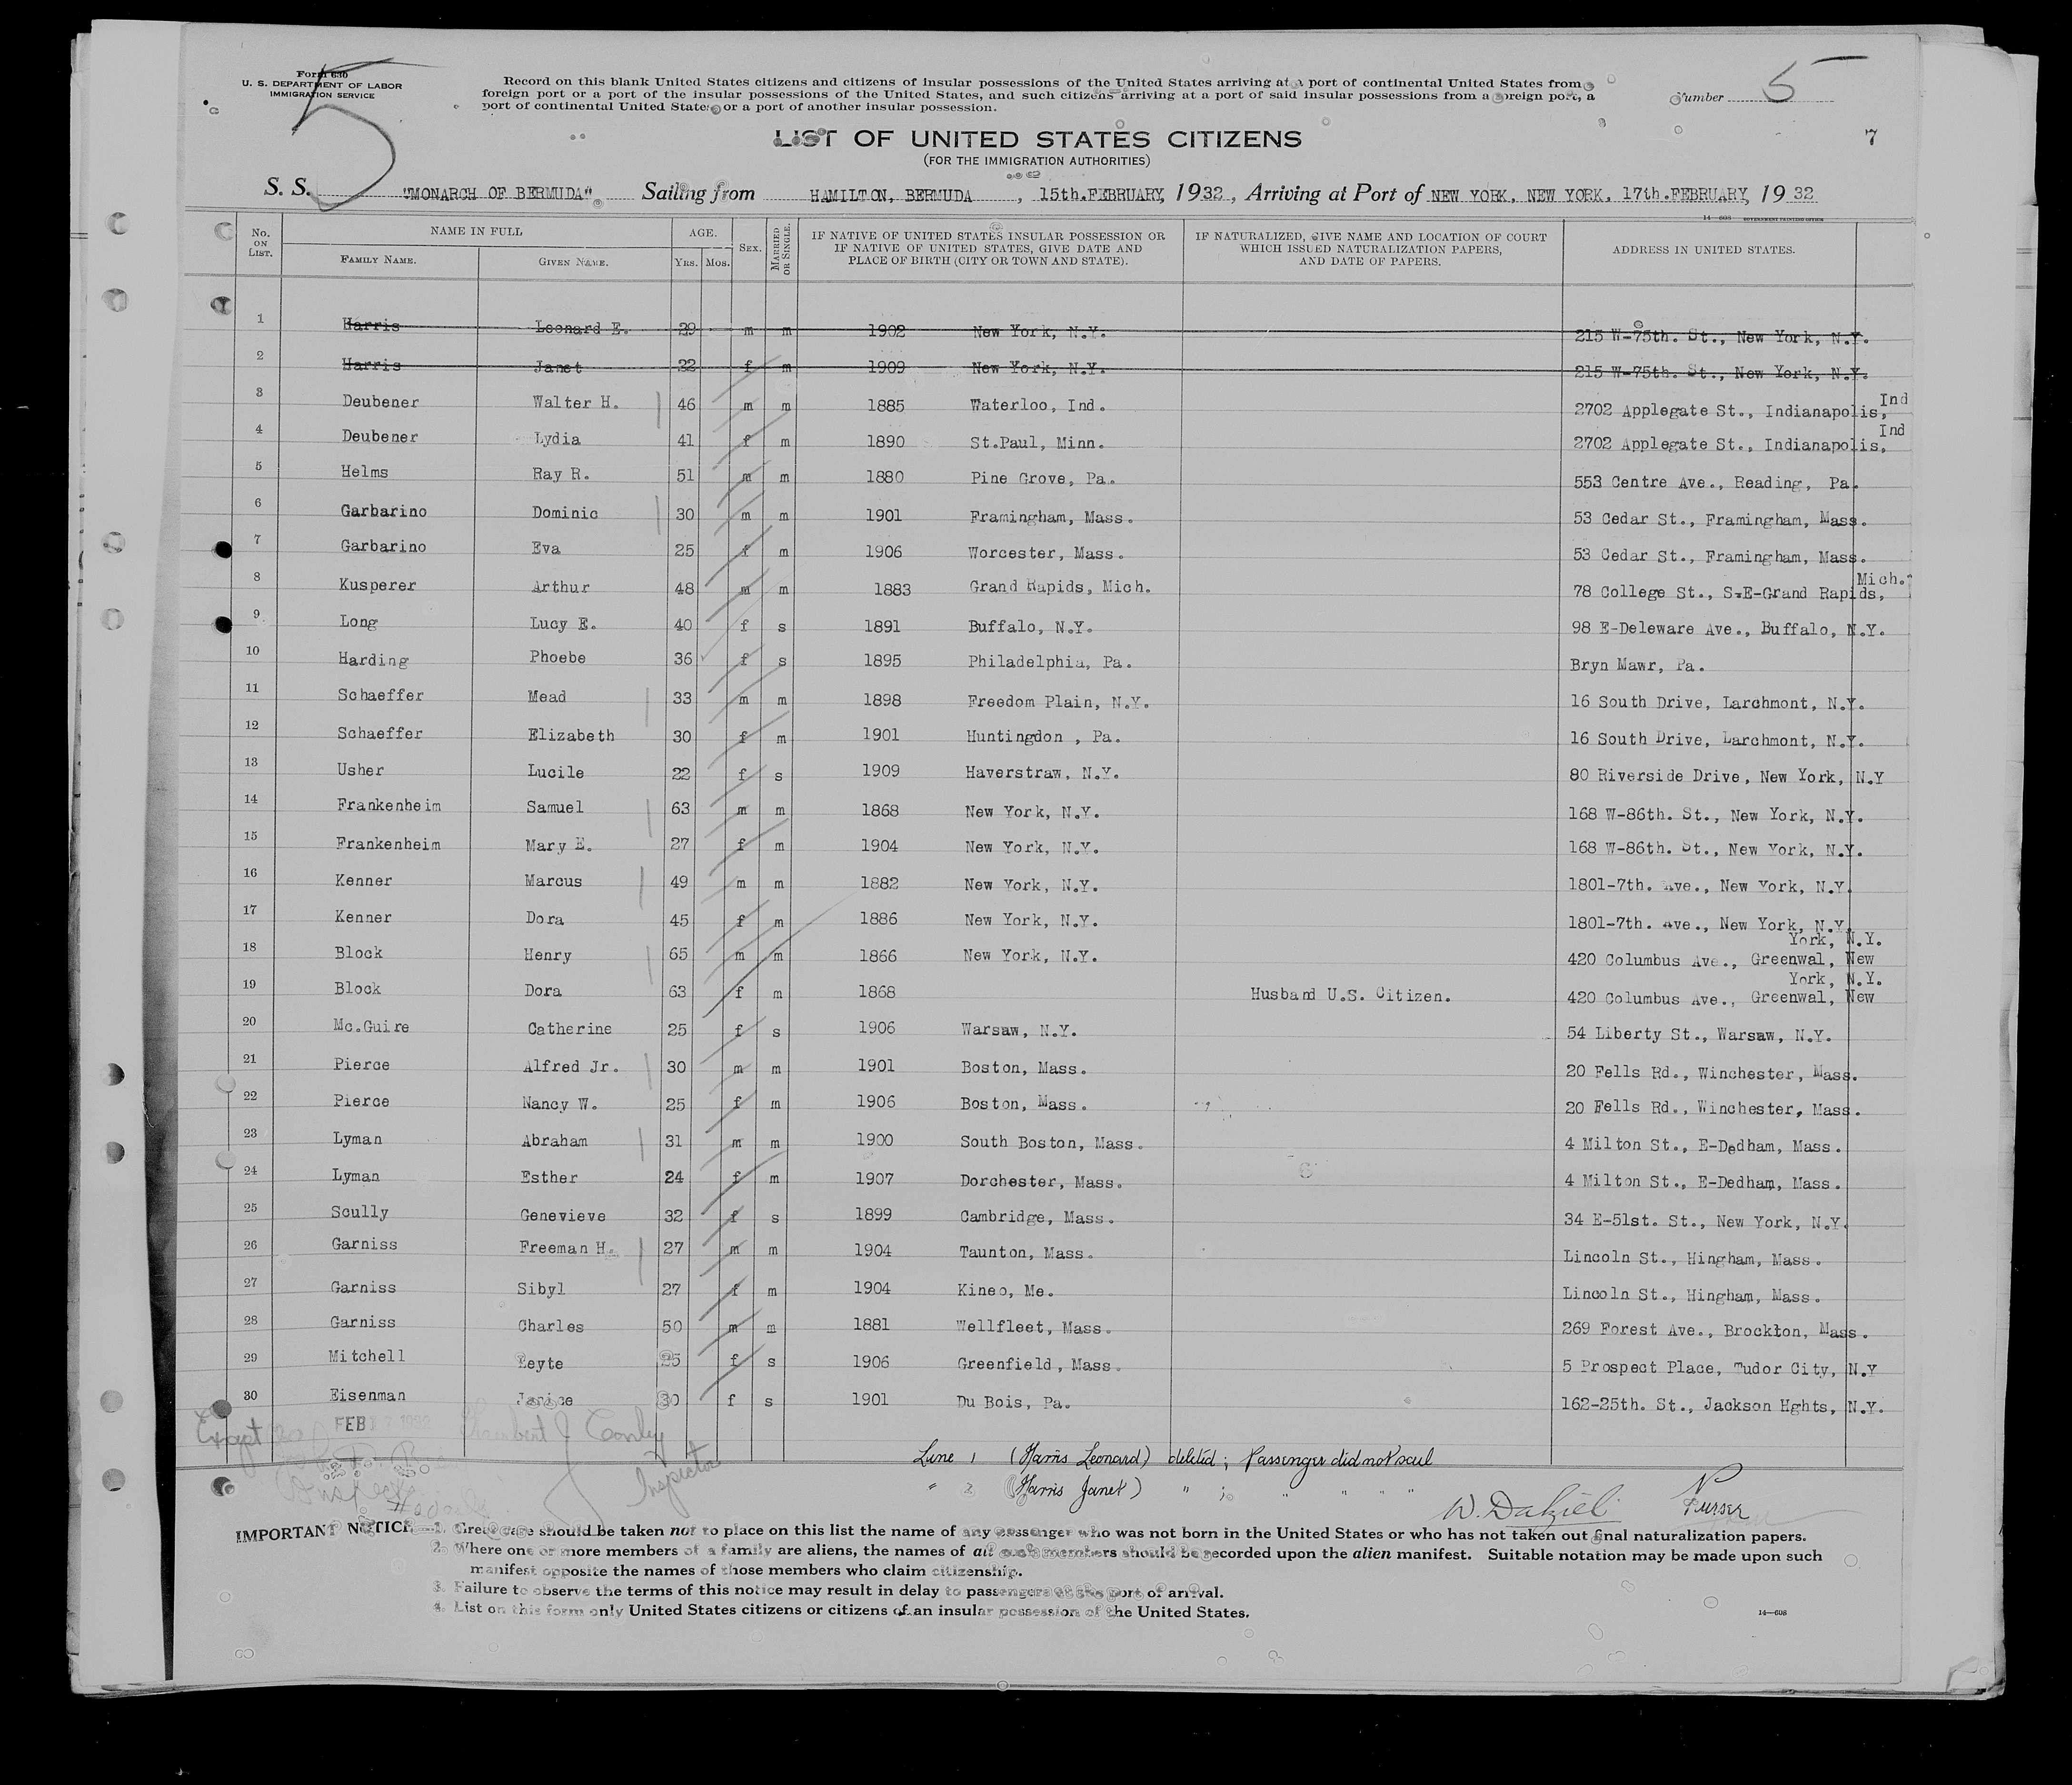 Form 630
U. S. DEPARTMENT OF LABOR
IMMIGRATION SERVICE
5
Record on this blank United States citizens and citizens of insular possessions of the United States arriving at a port of continental United States from
foreign port or a port of the insular possessions of the United States, and such citizens arriving at a port of said insular possessions from a foreign port, a
port of continental United States or a port of another insular possession.
Number 5
7
LIST OF UNITED STATES CITIZENS
(FOR THE IMMIGRATION AUTHORITIES)
S. S. "MONARCH OF BERMUDA". Sailing from HAMILTON, BERMUDA, 15th.FEBRUARY, 1932, Arriving at Port of NEW YORK, NEW YORK. 17th.FEBRUARY, 1932
No. ON LIST. NAME IN FULL FAMILY NAME. GIVEN NAME. AGE. YRS. MOS. SEX. MARRIED OR SINGLE. IF NATIVE OF UNITED STATES INSULAR POSSESSION OR IF NATIVE OF UNITED STATES, GIVE DATE AND PLACE OF BIRTH (CITY OR TOWN AND STATE). IF NATURALIZED, GIVE NAME AND LOCATION OF COURT WHICH ISSUED NATURALIZATION PAPERS, AND DATE OF PAPERS. ADDRESS IN UNITED STATES.
1 Harris Leonard E. 29 m m 1902 New York, N.Y. 215 W-75th. St., New York, N.Y.
2 Harris Janet 22 f m 1909 New York, N.Y. 215 W-75th. St., New York, N.Y.
3 Deubener Walter H. 46 m m 1885 Waterloo, Ind. 2702 Applegate St., Indianapolis, Ind
4 Deubener Lydia 41 f m 1890 St.Paul, Minn. 2702 Applegate St., Indianapolis, Ind
5 Helms Ray R. 51 m m 1880 Pine Grove, Pa. 553 Centre Ave., Reading, Pa.
6 Garbarino Dominic 30 m m 1901 Framingham, Mass. 53 Cedar St., Framingham, Mass.
7 Garbarino Eva 25 f m 1906 Worcester, Mass. 53 Cedar St., Framingham, Mass.
8 Kusperer Arthur 48 m m 1883 Grand Rapids, Mich. 78 College St., S.E-Grand Rapids, Mich.
9 Long Lucy E. 40 f s 1891 Buffalo, N.Y. 98 E-Deleware Ave., Buffalo, N.Y.
10 Harding Phoebe 36 f s 1895 Philadelphia, Pa. Bryn Mawr, Pa.
11 Schaeffer Mead 33 m m 1898 Freedom Plain, N.Y. 16 South Drive, Larchmont, N.Y.
12 Schaeffer Elizabeth 30 f m 1901 Huntingdon , Pa. 16 South Drive, Larchmont, N.Y.
13 Usher Lucile 22 f s 1909 Haverstraw, N.Y. 80 Riverside Drive, New York, N.Y
14 Frankenheim Samuel 63 m m 1868 New York, N.Y. 168 W-86th. St., New York, N.Y.
15 Frankenheim Mary E. 27 f m 1904 New York, N.Y. 168 W-86th. St., New York, N.Y.
16 Kenner Marcus 49 m m 1882 New York, N.Y. 1801-7th. Ave., New York, N.Y.
17 Kenner Dora 45 f m 1886 New York, N.Y. 1801-7th. Ave., New York, N.Y.
18 Block Henry 65 m m 1866 New York, N.Y. 420 Columbus Ave., Greenwal, New York, N.Y.
19 Block Dora 63 f m 1868 Husband U.S. Citizen. 420 Columbus Ave., Greenwal, New York, N.Y.
20 Mc.Guire Catherine 25 f s 1906 Warsaw, N.Y. 54 Liberty St., Warsaw, N.Y.
21 Pierce Alfred Jr. 30 m m 1901 Boston, Mass. 20 Fells Rd., Winchester, Mass.
22 Pierce Nancy W. 25 f m 1906 Boston, Mass. 20 Fells Rd., Winchester, Mass.
23 Lyman Abraham 31 m m 1900 South Boston, Mass. 4 Milton St., E-Dedham, Mass.
24 Lyman Esther 24 f m 1907 Dorchester, Mass. 4 Milton St., E-Dedham, Mass.
25 Scully Genevieve 32 f s 1899 Cambridge, Mass. 34 E-51st. St., New York, N.Y.
26 Garniss Freeman H. 27 m m 1904 Taunton, Mass. Lincoln St., Hingham, Mass.
27 Garniss Sibyl 27 f m 1904 Kineo, Me. Lincoln St., Hingham, Mass.
28 Garniss Charles 50 m m 1881 Wellfleet, Mass. 269 Forest Ave., Brockton, Mass.
29 Mitchell Leyte 25 f s 1906 Greenfield, Mass. 5 Prospect Place, Tudor City, N.Y
30 Eisenman Janice 30 f s 1901 Du Bois, Pa. 162-25th. St., Jackson Hghts, N.Y.
Except FEB
Inspector
Line 1 (Harris Leonard) deleted; Passenger did not sail
" 2 (Harris Janet) " ; " " " "
W. Dalziel Purser
IMPORTANT NOTICE—1. Great care should be taken not to place on this list the name of any passenger who was not born in the United States or who has not taken out final naturalization papers.
2. Where one or more members of a family are aliens, the names of all such members should be recorded upon the alien manifest. Suitable notation may be made upon such
manifest opposite the names of those members who claim citizenship.
3. Failure to observe the terms of this notice may result in delay to passengers at the port of arrival.
4. List on this form only United States citizens or citizens of an insular possession of the United States.
14—608